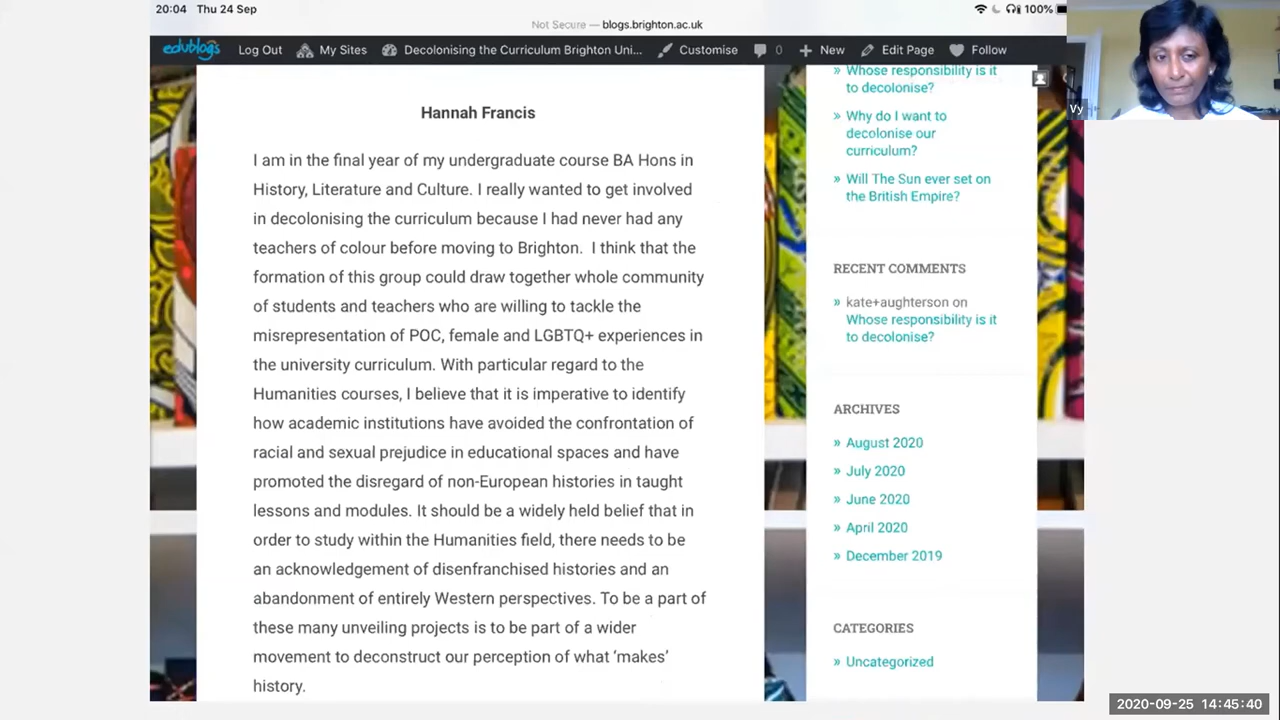 20:04 Thu 24 Sep
100%
Not Secure — blogs.brighton.ac.uk
edublogs Log Out My Sites Decolonising the Curriculum Brighton Uni... Customise 0 New Edit Page Follow
Vy
Hannah Francis
I am in the final year of my undergraduate course BA Hons in
History, Literature and Culture. I really wanted to get involved
in decolonising the curriculum because I had never had any
teachers of colour before moving to Brighton. I think that the
formation of this group could draw together whole community
of students and teachers who are willing to tackle the
misrepresentation of POC, female and LGBTQ+ experiences in
the university curriculum. With particular regard to the
Humanities courses, I believe that it is imperative to identify
how academic institutions have avoided the confrontation of
racial and sexual prejudice in educational spaces and have
promoted the disregard of non-European histories in taught
lessons and modules. It should be a widely held belief that in
order to study within the Humanities field, there needs to be
an acknowledgement of disenfranchised histories and an
abandonment of entirely Western perspectives. To be a part of
these many unveiling projects is to be part of a wider
movement to deconstruct our perception of what ‘makes’
history.
» Whose responsibility is it
to decolonise?
» Why do I want to
decolonise our
curriculum?
» Will The Sun ever set on
the British Empire?
RECENT COMMENTS
» kate+aughterson on
Whose responsibility is it
to decolonise?
ARCHIVES
» August 2020
» July 2020
» June 2020
» April 2020
» December 2019
CATEGORIES
» Uncategorized
2020-09-25 14:45:40